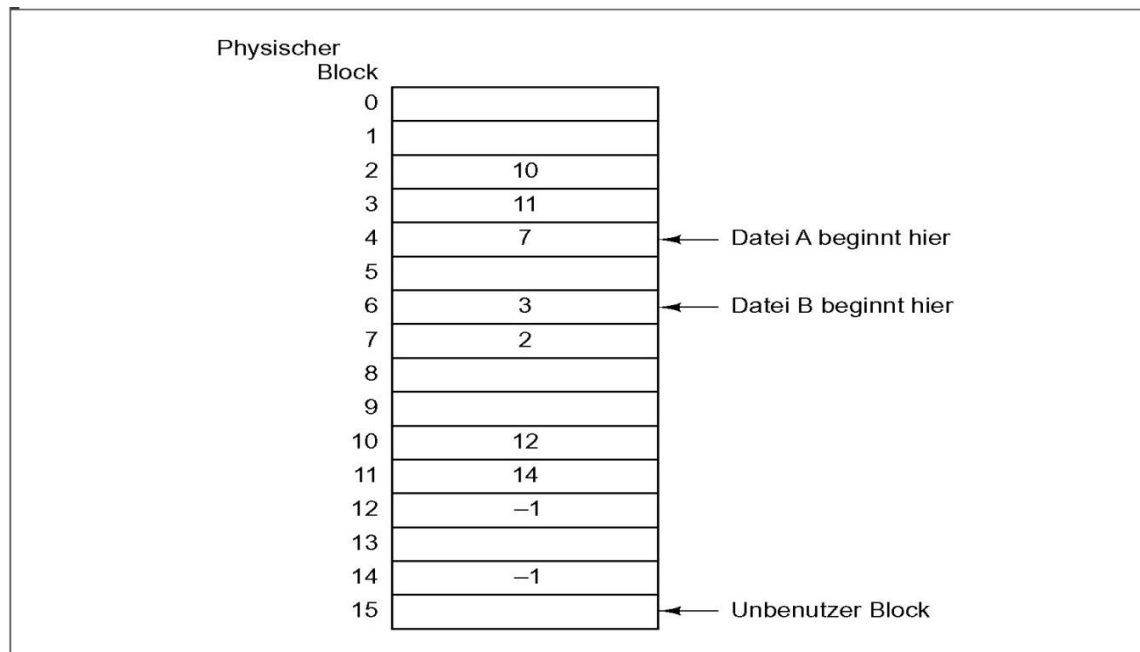 Physischer
Block
0
1
2 10
3 11
4 7 Datei A beginnt hier
5
6 3 Datei B beginnt hier
7 2
8
9
10 12
11 14
12 –1
13
14 –1
15 Unbenutzer Block